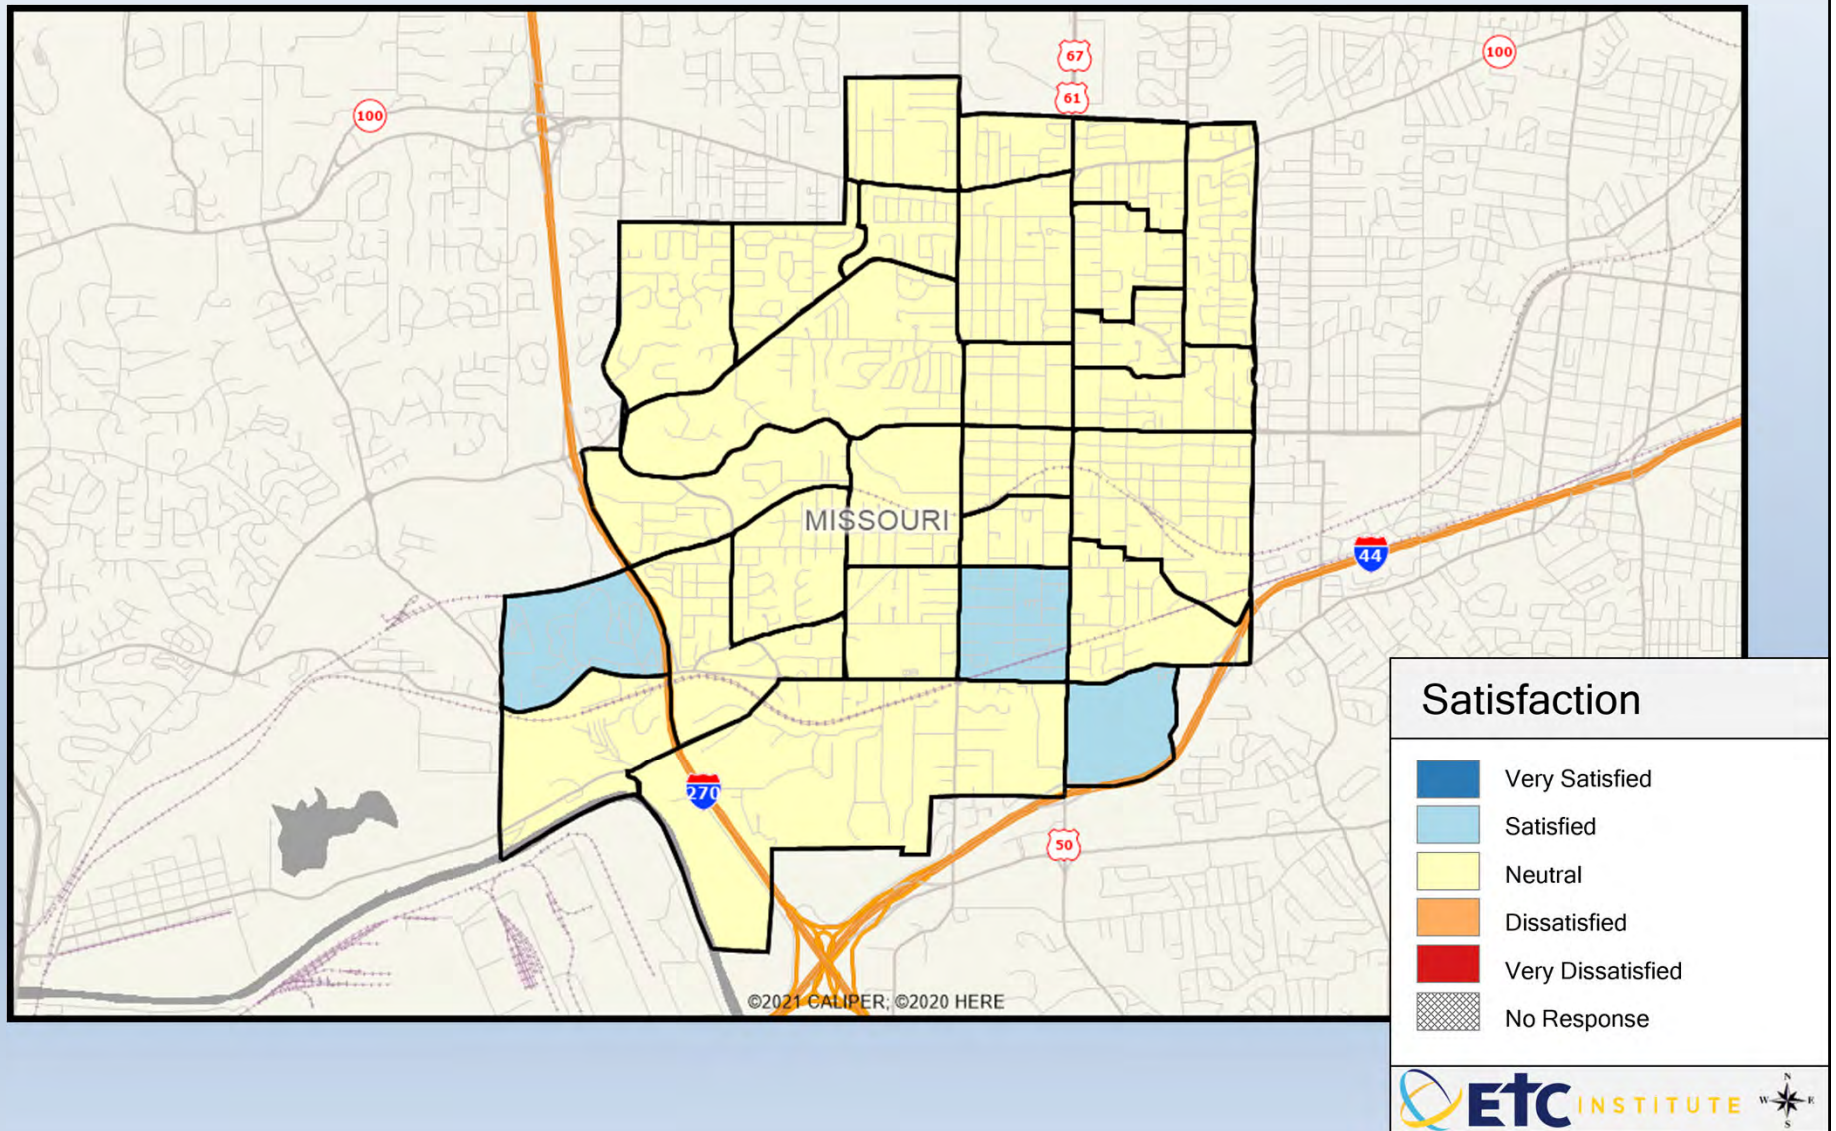 67
100
61
100
MISSOURI
44
270
50
©2021 CALIPER; ©2020 HERE
Satisfaction
Very Satisfied
Satisfied
Neutral
Dissatisfied
Very Dissatisfied
No Response
ETC INSTITUTE
N
W E
S